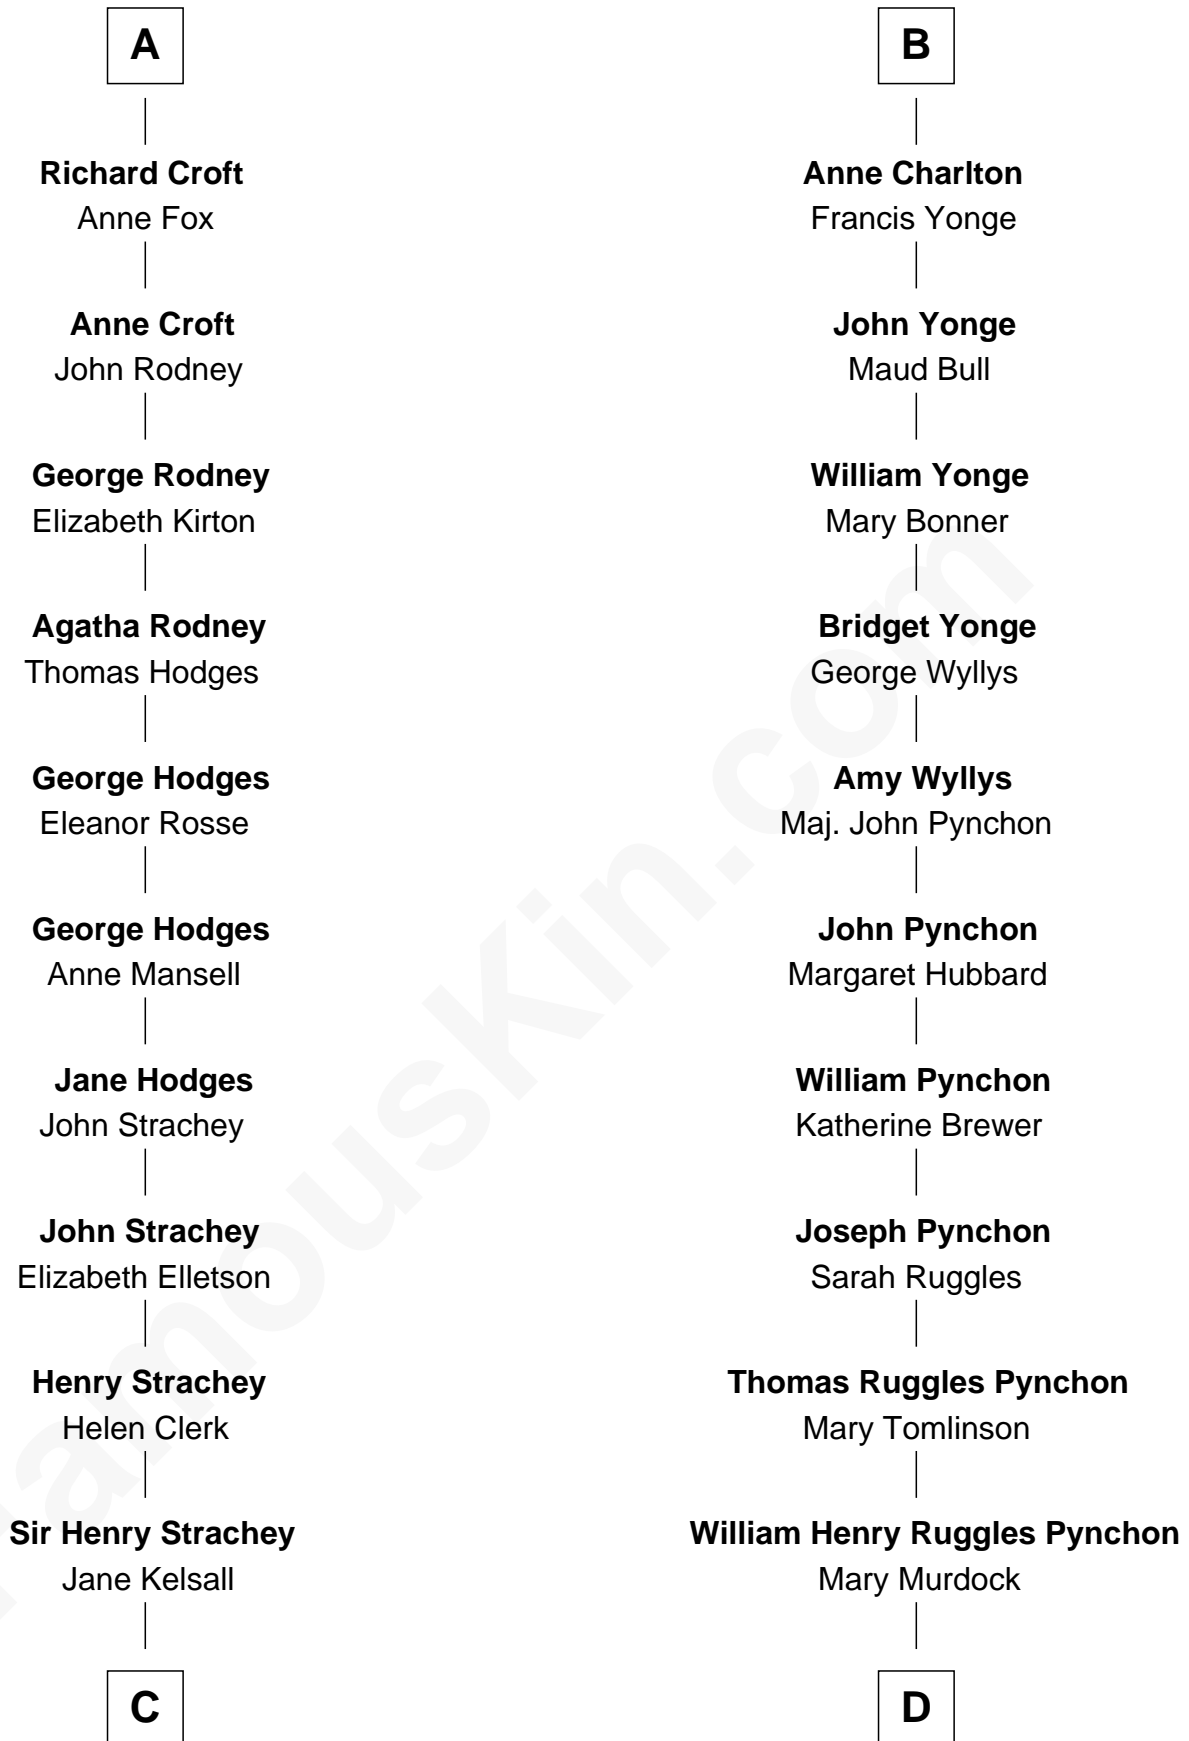 A
Richard Croft
Anne Fox
Anne Croft
John Rodney
George Rodney
Elizabeth Kirton
Agatha Rodney
Thomas Hodges
George Hodges
Eleanor Rosse
George Hodges
Anne Mansell
Jane Hodges
John Strachey
John Strachey
Elizabeth Elletson
Henry Strachey
Helen Clerk
Sir Henry Strachey
Jane Kelsall
C
B
Anne Charlton
Francis Yonge
John Yonge
Maud Bull
William Yonge
Mary Bonner
Bridget Yonge
George Wyllys
Amy Wyllys
Maj. John Pynchon
John Pynchon
Margaret Hubbard
William Pynchon
Katherine Brewer
Joseph Pynchon
Sarah Ruggles
Thomas Ruggles Pynchon
Mary Tomlinson
William Henry Ruggles Pynchon
Mary Murdock
D
FamousKin.com